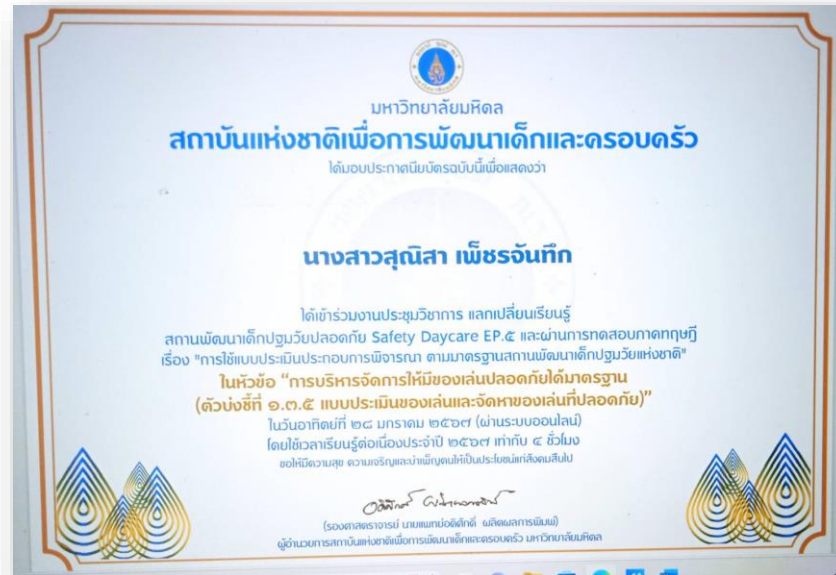 มหาวิทยาลัยมหิดล
สถาบันแห่งชาติเพื่อการพัฒนาเด็กและครอบครัว
ได้มอบประกาศนียบัตรฉบับนี้เพื่อแสดงว่า
นางสาวสุณิสา เพ็ชรจันทึก
ได้เข้าร่วมงานประชุมวิชาการ แลกเปลี่ยนเรียนรู้
สถานพัฒนาเด็กปฐมวัยปลอดภัย Safety Daycare EP.๕ และผ่านการทดสอบภาคทฤษฎี
เรื่อง "การใช้แบบประเมินประกอบการพิจารณา ตามมาตรฐานสถานพัฒนาเด็กปฐมวัยแห่งชาติ"
ในหัวข้อ “การบริหารจัดการให้มีของเล่นปลอดภัยได้มาตรฐาน
(ตัวบ่งชี้ที่ ๑.๓.๕ แบบประเมินของเล่นและจัดหาของเล่นที่ปลอดภัย)”
ในวันอาทิตย์ที่ ๒๘ มกราคม ๒๕๖๗ (ผ่านระบบออนไลน์)
โดยใช้เวลาเรียนรู้ต่อเนื่องประจำปี ๒๕๖๗ เท่ากับ ๔ ชั่วโมง
ขอให้มีความสุข ความเจริญและบำเพ็ญตนให้เป็นประโยชน์แก่สังคมสืบไป
(รองศาสตราจารย์ นายแพทย์อดิศักดิ์ ผลิตผลการพิมพ์)
ผู้อำนวยการสถาบันแห่งชาติเพื่อการพัฒนาเด็กและครอบครัว มหาวิทยาลัยมหิดล